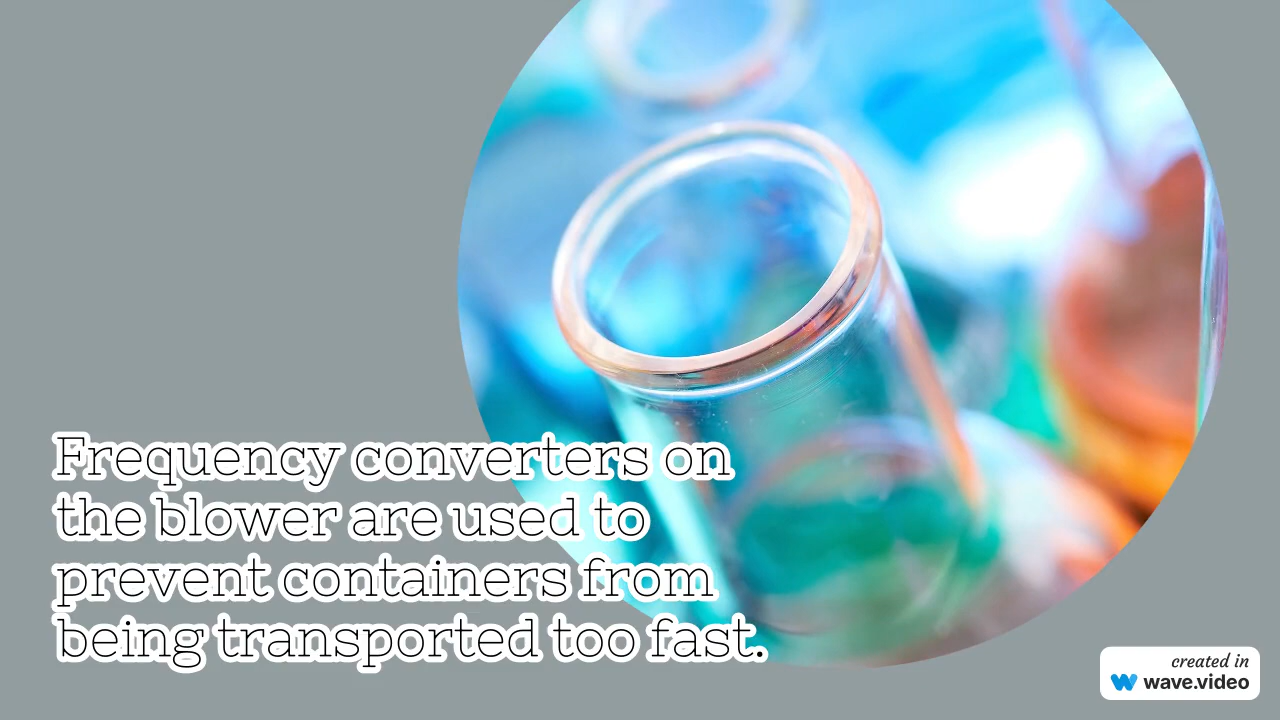 Frequency converters on
the blower are used to
prevent containers from
being transported too fast.
created in
wave.video